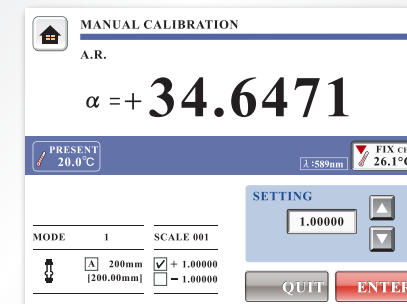 MANUAL CALIBRATION
A.R.
α =+34.6471
PRESENT
20.0°C
λ:589nm
FIX
26.1°
SETTING
1.00000
MODE 1 SCALE 001
A 200mm
[200.00mm]
+ 1.00000
− 1.00000
QUIT
ENTER